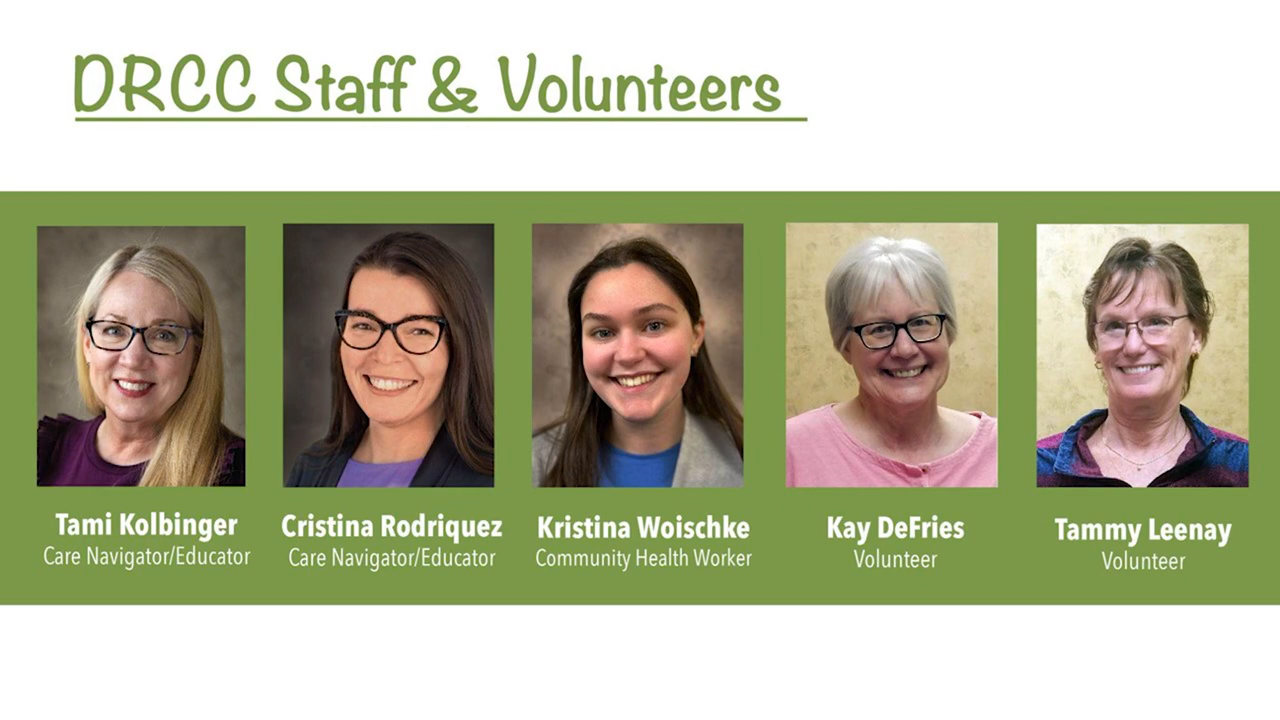 DRCC Staff & Volunteers
Tami Kolbinger
Care Navigator/Educator
Cristina Rodriquez
Care Navigator/Educator
Kristina Woischke
Community Health Worker
Kay DeFries
Volunteer
Tammy Leenay
Volunteer